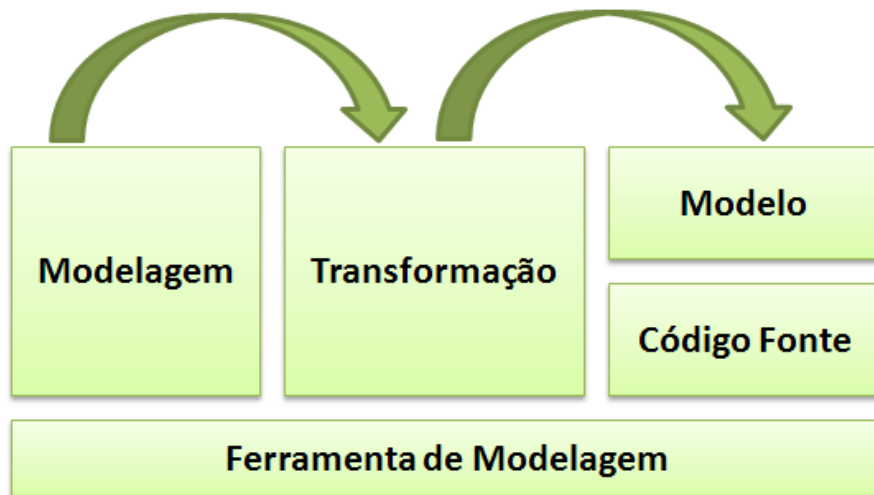 Modelagem
Transformação
Modelo
Código Fonte
Ferramenta de Modelagem